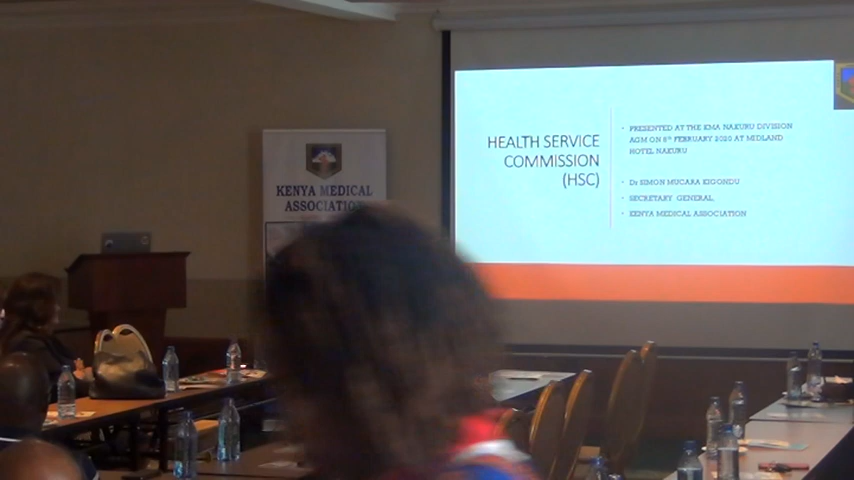 KENYA MEDICAL
ASSOCIATION
HEALTH SERVICE
COMMISSION
(HSC)
• PRESENTED AT THE KMA NAKURU DIVISION
AGM ON 8TH FEBRUARY 2020 AT MIDLAND
HOTEL NAKURU
• Dr SIMON MUCARA KIGONDU
• SECRETARY GENERAL,
• KENYA MEDICAL ASSOCIATION